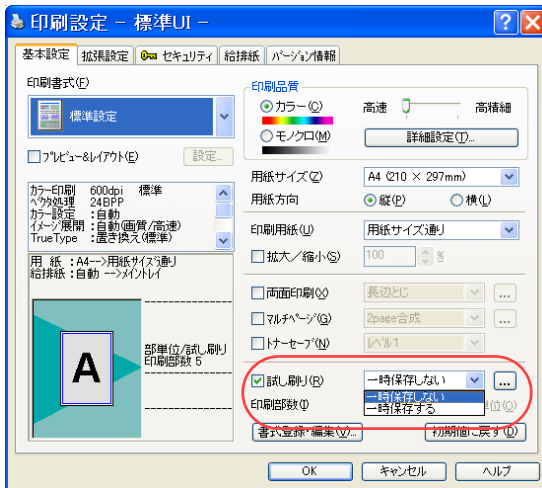 印刷設定 － 標準UI －
基本設定 拡張設定 セキュリティ 給排紙 バージョン情報
印刷書式(F)
標準設定
プレビュー&レイアウト(E) 設定...
カラー印刷 600dpi 標準
ベクタ処理 24BPP
カラー設定 :自動
イメージ展開 :自動(画質/高速)
TrueType :置き換え(標準)
用 紙 :A4-->用紙サイズ通り
給排紙:自動 -->メイントレイ
A
部単位/試し刷り
印刷部数 5
印刷品質
カラー(C) 高速 高精細
モノクロ(M) 詳細設定(T)...
用紙サイズ(Z) A4 (210 × 297mm)
用紙方向 縦(P) 横(L)
印刷用紙(U) 用紙サイズ通り
拡大/縮小(S) 100 %
両面印刷(X) 長辺とじ ...
マルチページ(G) 2page合成 ...
トナーセーブ(N) レベル1
試し刷り(R) 一時保存しない ...
一時保存しない
一時保存する
印刷部数(I) 単位(O)
書式登録・編集(V)... 初期値に戻す(D)
OK キャンセル ヘルプ